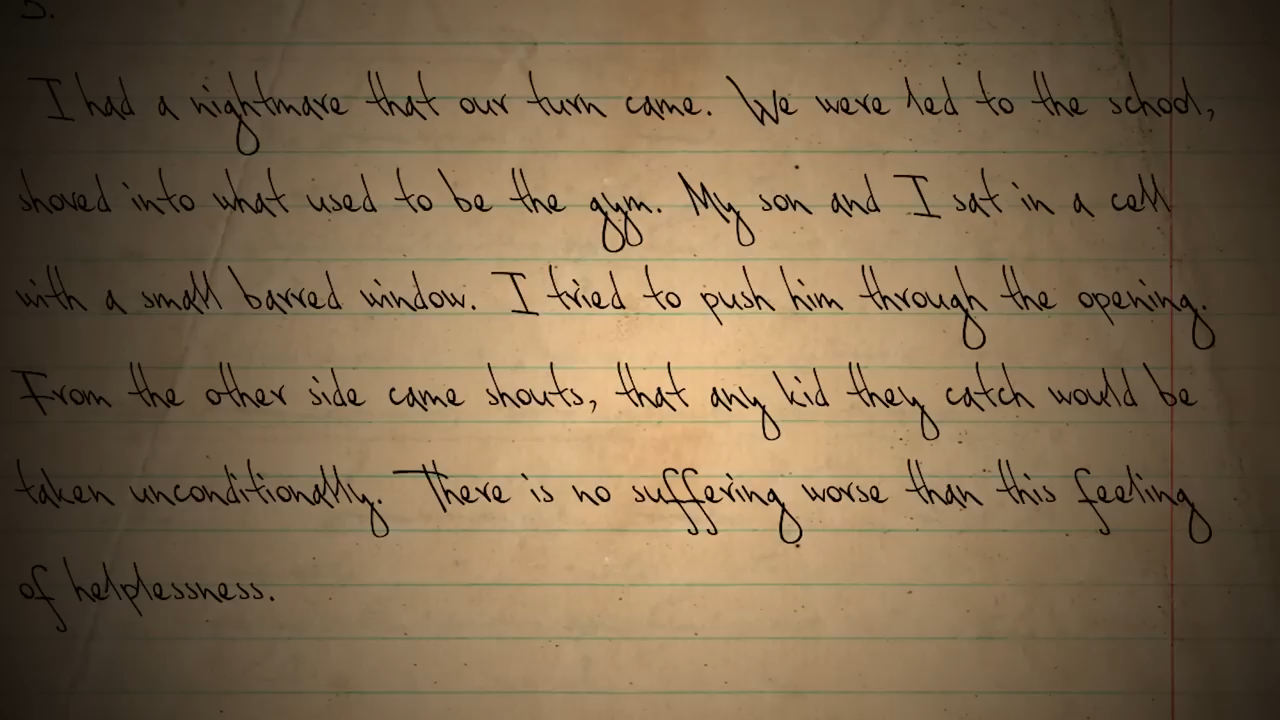 I had a nightmare that our turn came. We were led to the school,
shoved into what used to be the gym. My son and I sat in a cell
with a small barred window. I tried to push him through the opening.
From the other side came shouts, that any kid they catch would be
taken unconditionally. There is no suffering worse than this feeling
of helplessness.